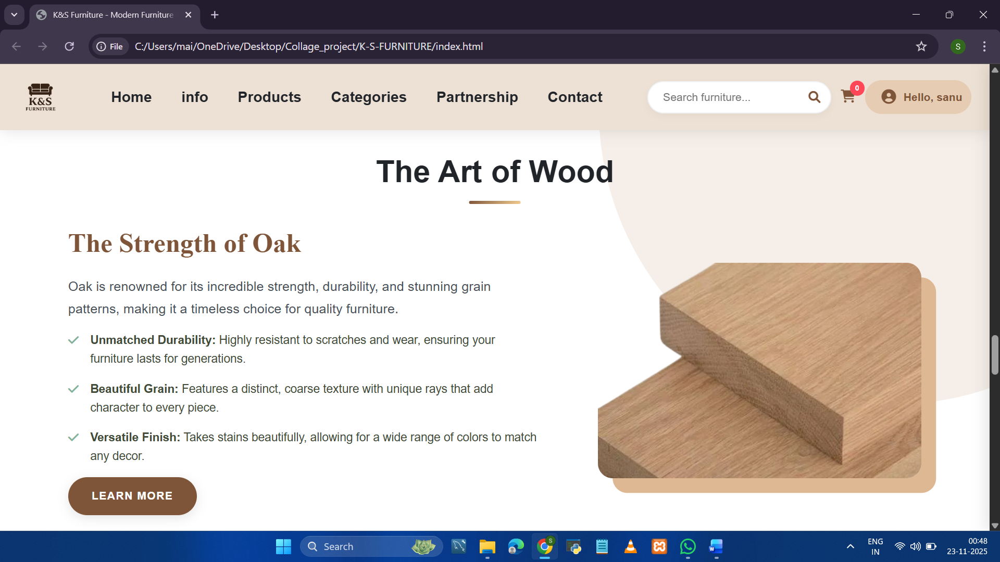 K&S Furniture - Modern Furniture
File
C:/Users/mai/OneDrive/Desktop/Collage_project/K-S-FURNITURE/index.html
S
K&S
FURNITURE
Home
info
Products
Categories
Partnership
Contact
Search furniture...
0
Hello, sanu
The Art of Wood
The Strength of Oak
Oak is renowned for its incredible strength, durability, and stunning grain
patterns, making it a timeless choice for quality furniture.
Unmatched Durability: Highly resistant to scratches and wear, ensuring your
furniture lasts for generations.
Beautiful Grain: Features a distinct, coarse texture with unique rays that add
character to every piece.
Versatile Finish: Takes stains beautifully, allowing for a wide range of colors to match
any decor.
LEARN MORE
Search
S
W
ENG
IN
00:48
23-11-2025